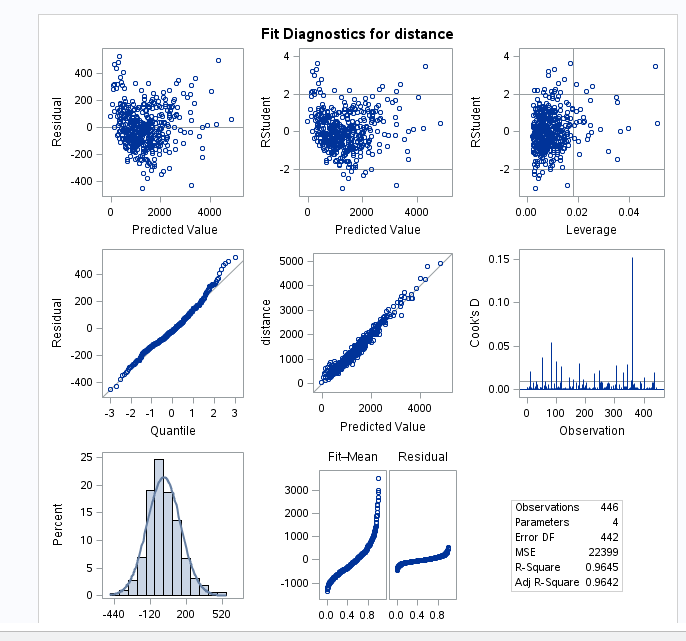 Fit Diagnostics for distance
400
200
0
-200
-400
Residual
0 2000 4000
Predicted Value
4
2
0
-2
RStudent
0 2000 4000
Predicted Value
4
2
0
-2
RStudent
0.00 0.02 0.04
Leverage
400
200
0
-200
-400
Residual
-3 -2 -1 0 1 2 3
Quantile
5000
4000
3000
2000
1000
0
distance
0 2000 4000
Predicted Value
0.15
0.10
0.05
0.00
Cook's D
0 100 200 300 400
Observation
25
20
15
10
5
0
Percent
-440 -120 200 520
Fit–Mean Residual
3000
2000
1000
0
-1000
0.0 0.4 0.8 0.0 0.4 0.8
Observations 446
Parameters 4
Error DF 442
MSE 22399
R-Square 0.9645
Adj R-Square 0.9642